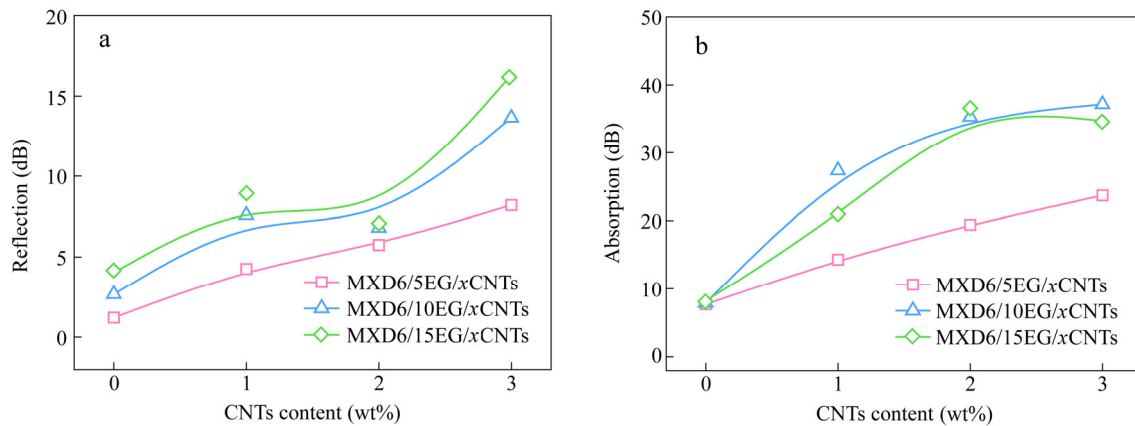 a
20
15
10
5
0
Reflection (dB)
MXD6/5EG/xCNTs
MXD6/10EG/xCNTs
MXD6/15EG/xCNTs
0 1 2 3
CNTs content (wt%)
b
50
40
30
20
10
0
Absorption (dB)
MXD6/5EG/xCNTs
MXD6/10EG/xCNTs
MXD6/15EG/xCNTs
0 1 2 3
CNTs content (wt%)